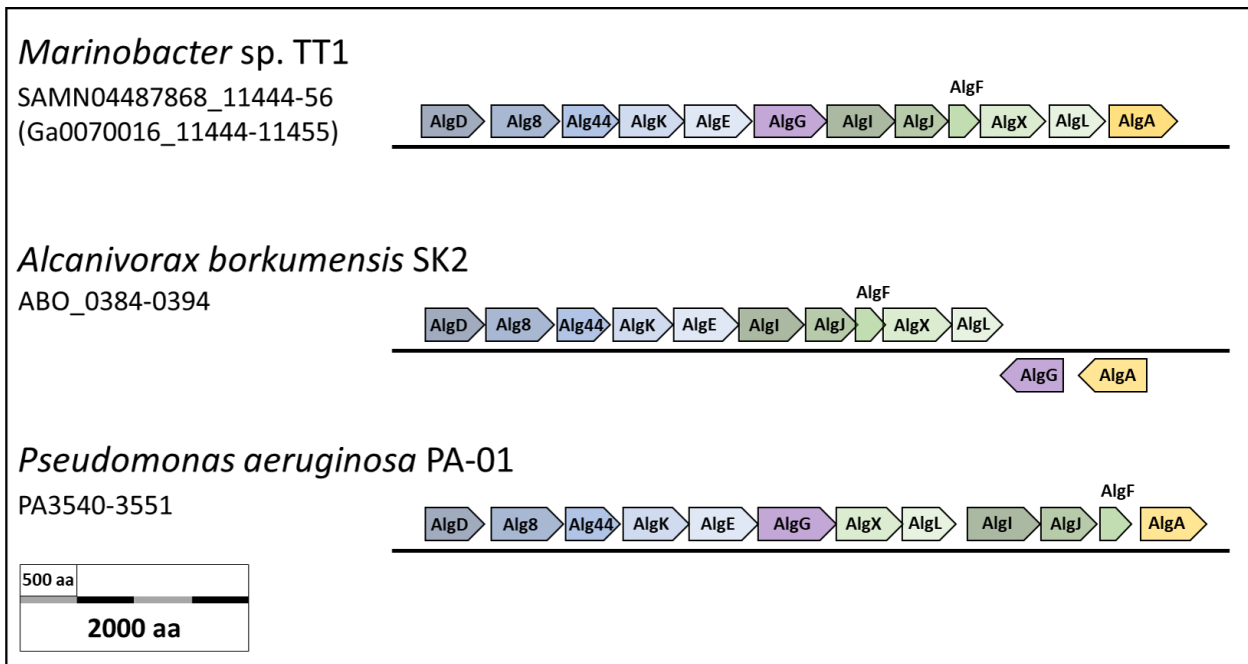 Marinobacter sp. TT1
SAMN04487868_11444-56
(Ga0070016_11444-11455)
AlgF
AlgD Alg8 Alg44 AlgK AlgE AlgG AlgI AlgJ AlgX AlgL AlgA
Alcanivorax borkumensis SK2
ABO_0384-0394
AlgF
AlgD Alg8 Alg44 AlgK AlgE AlgI AlgJ AlgX AlgL
AlgG AlgA
Pseudomonas aeruginosa PA-01
PA3540-3551
AlgF
AlgD Alg8 Alg44 AlgK AlgE AlgG AlgX AlgL AlgI AlgJ AlgA
500 aa
2000 aa